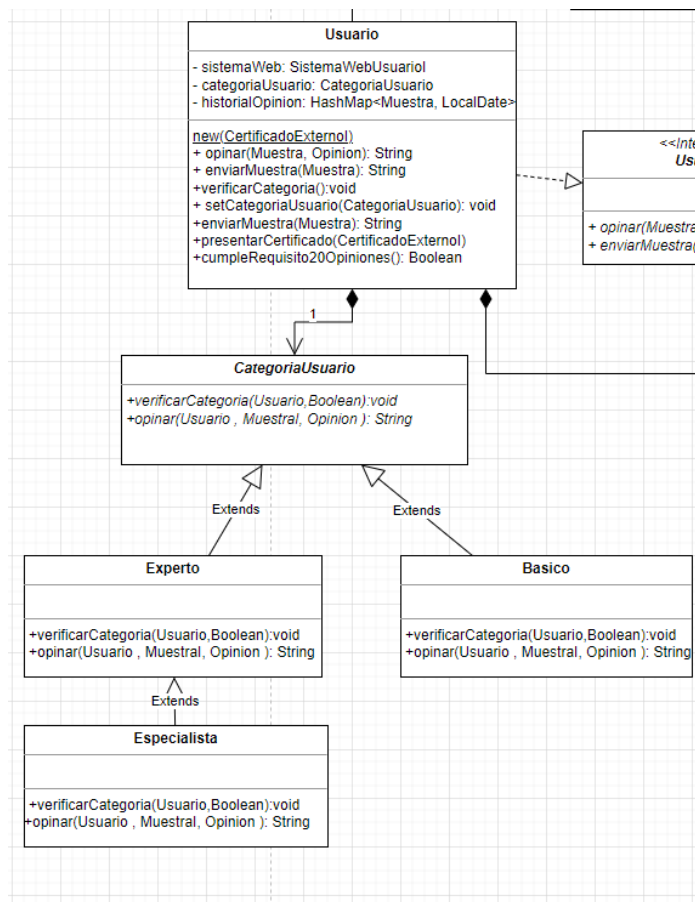 Usuario
- sistemaWeb: SistemaWebUsuarioI
- categoriaUsuario: CategoriaUsuario
- historialOpinion: HashMap<Muestra, LocalDate>
new(CertificadoExternoI)
+ opinar(Muestra, Opinion): String
+ enviarMuestra(Muestra): String
+verificarCategoria():void
+ setCategoriaUsuario(CategoriaUsuario): void
+enviarMuestra(Muestra): String
+presentarCertificado(CertificadoExternoI)
+cumpleRequisito20Opiniones(): Boolean
<<Inte
Us
+ opinar(Muestra
+ enviarMuestra(
1
CategoriaUsuario
+verificarCategoria(Usuario,Boolean):void
+opinar(Usuario , MuestraI, Opinion ): String
Extends
Extends
Experto
+verificarCategoria(Usuario,Boolean):void
+opinar(Usuario , MuestraI, Opinion ): String
Basico
+verificarCategoria(Usuario,Boolean):void
+opinar(Usuario , MuestraI, Opinion ): String
Extends
Especialista
+verificarCategoria(Usuario,Boolean):void
+opinar(Usuario , MuestraI, Opinion ): String